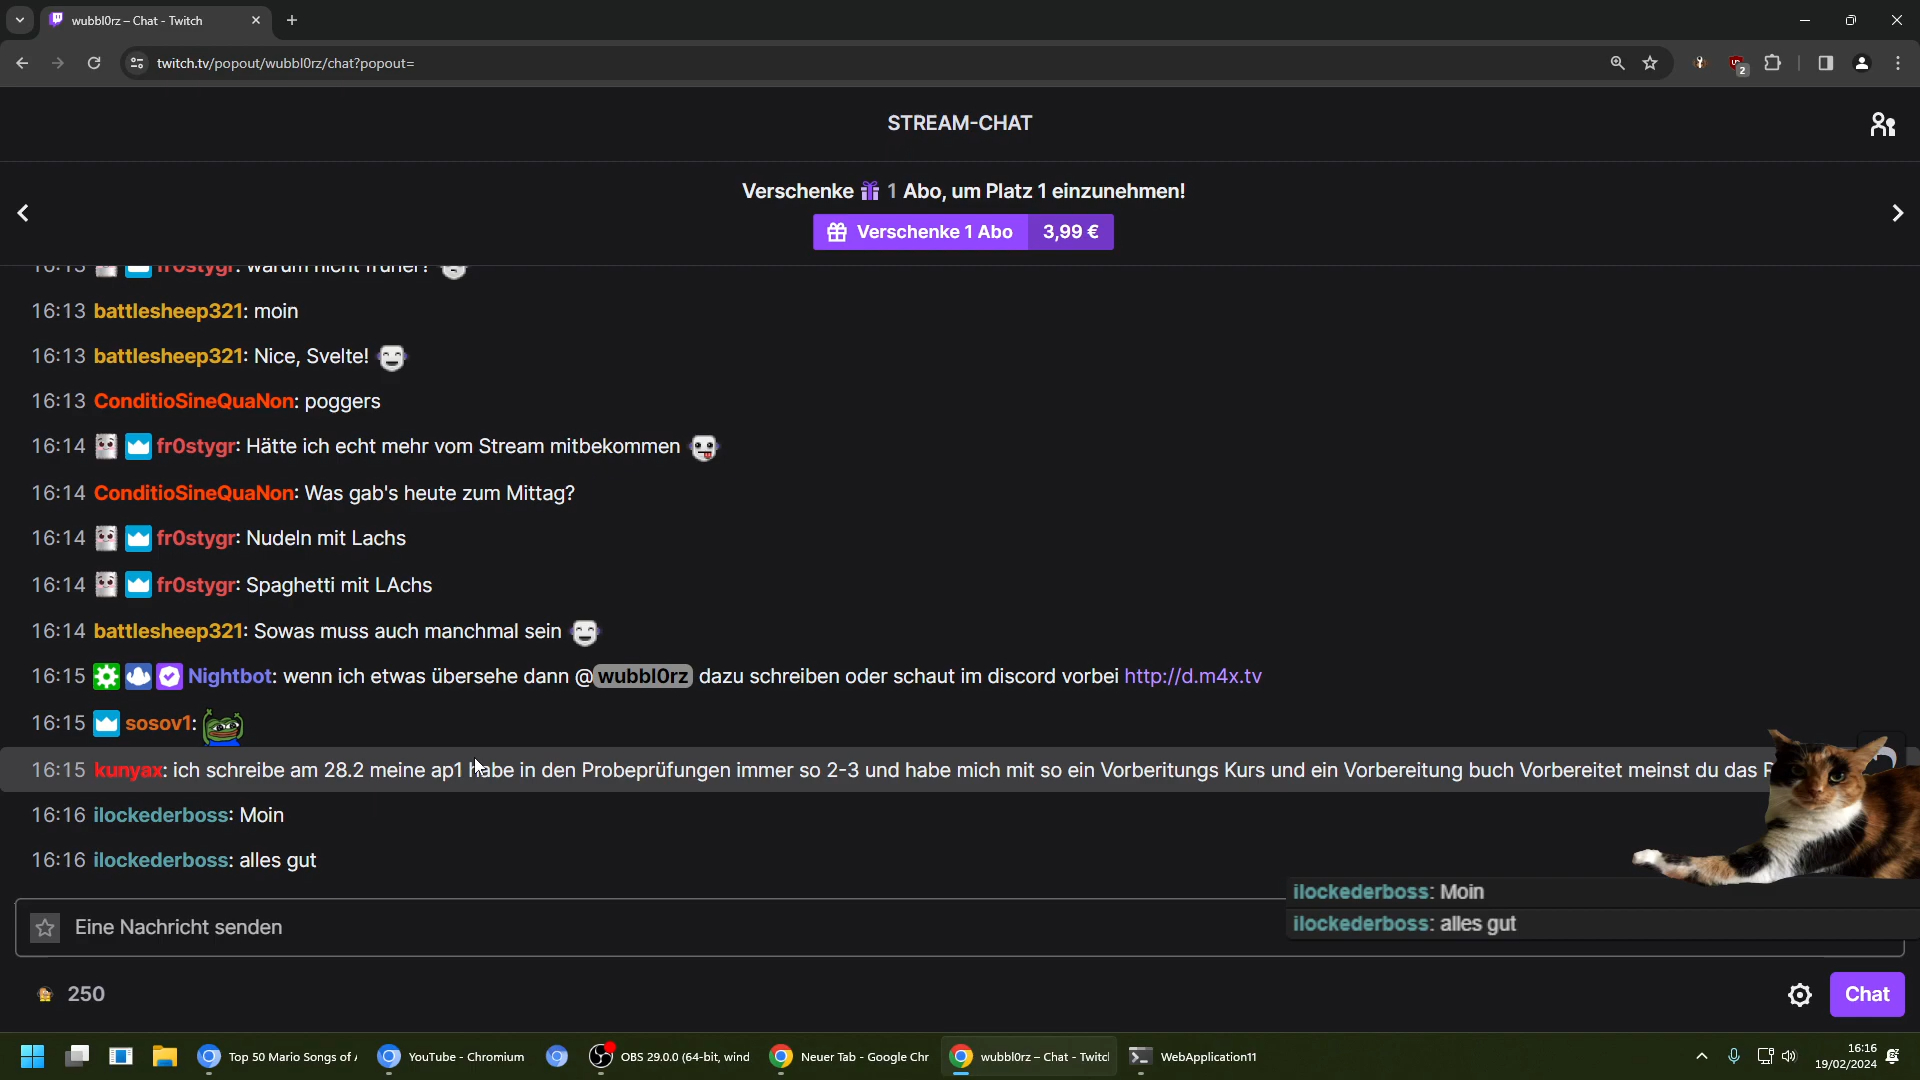 wubbl0rz – Chat - Twitch
twitch.tv/popout/wubbl0rz/chat?popout=
2
STREAM-CHAT
Verschenke 1 Abo, um Platz 1 einzunehmen!
Verschenke 1 Abo 3,99 €
16:13 fr0stygr: warum nicht früher?
16:13 battlesheep321: moin
16:13 battlesheep321: Nice, Svelte!
16:13 ConditioSineQuaNon: poggers
16:14 fr0stygr: Hätte ich echt mehr vom Stream mitbekommen
16:14 ConditioSineQuaNon: Was gab's heute zum Mittag?
16:14 fr0stygr: Nudeln mit Lachs
16:14 fr0stygr: Spaghetti mit LAchs
16:14 battlesheep321: Sowas muss auch manchmal sein
16:15 Nightbot: wenn ich etwas übersehe dann @wubbl0rz dazu schreiben oder schaut im discord vorbei http://d.m4x.tv
16:15 sosov1:
16:15 kunyax: ich schreibe am 28.2 meine ap1 habe in den Probeprüfungen immer so 2-3 und habe mich mit so ein Vorberitungs Kurs und ein Vorbereitung buch Vorbereitet meinst du das
16:16 ilockederboss: Moin
16:16 ilockederboss: alles gut
ilockederboss: Moin
ilockederboss: alles gut
Eine Nachricht senden
250
Chat
Top 50 Mario Songs of
YouTube - Chromium
OBS 29.0.0 (64-bit, wind
Neuer Tab - Google Chr
wubbl0rz – Chat - Twitc
WebApplication11
16:16
19/02/2024